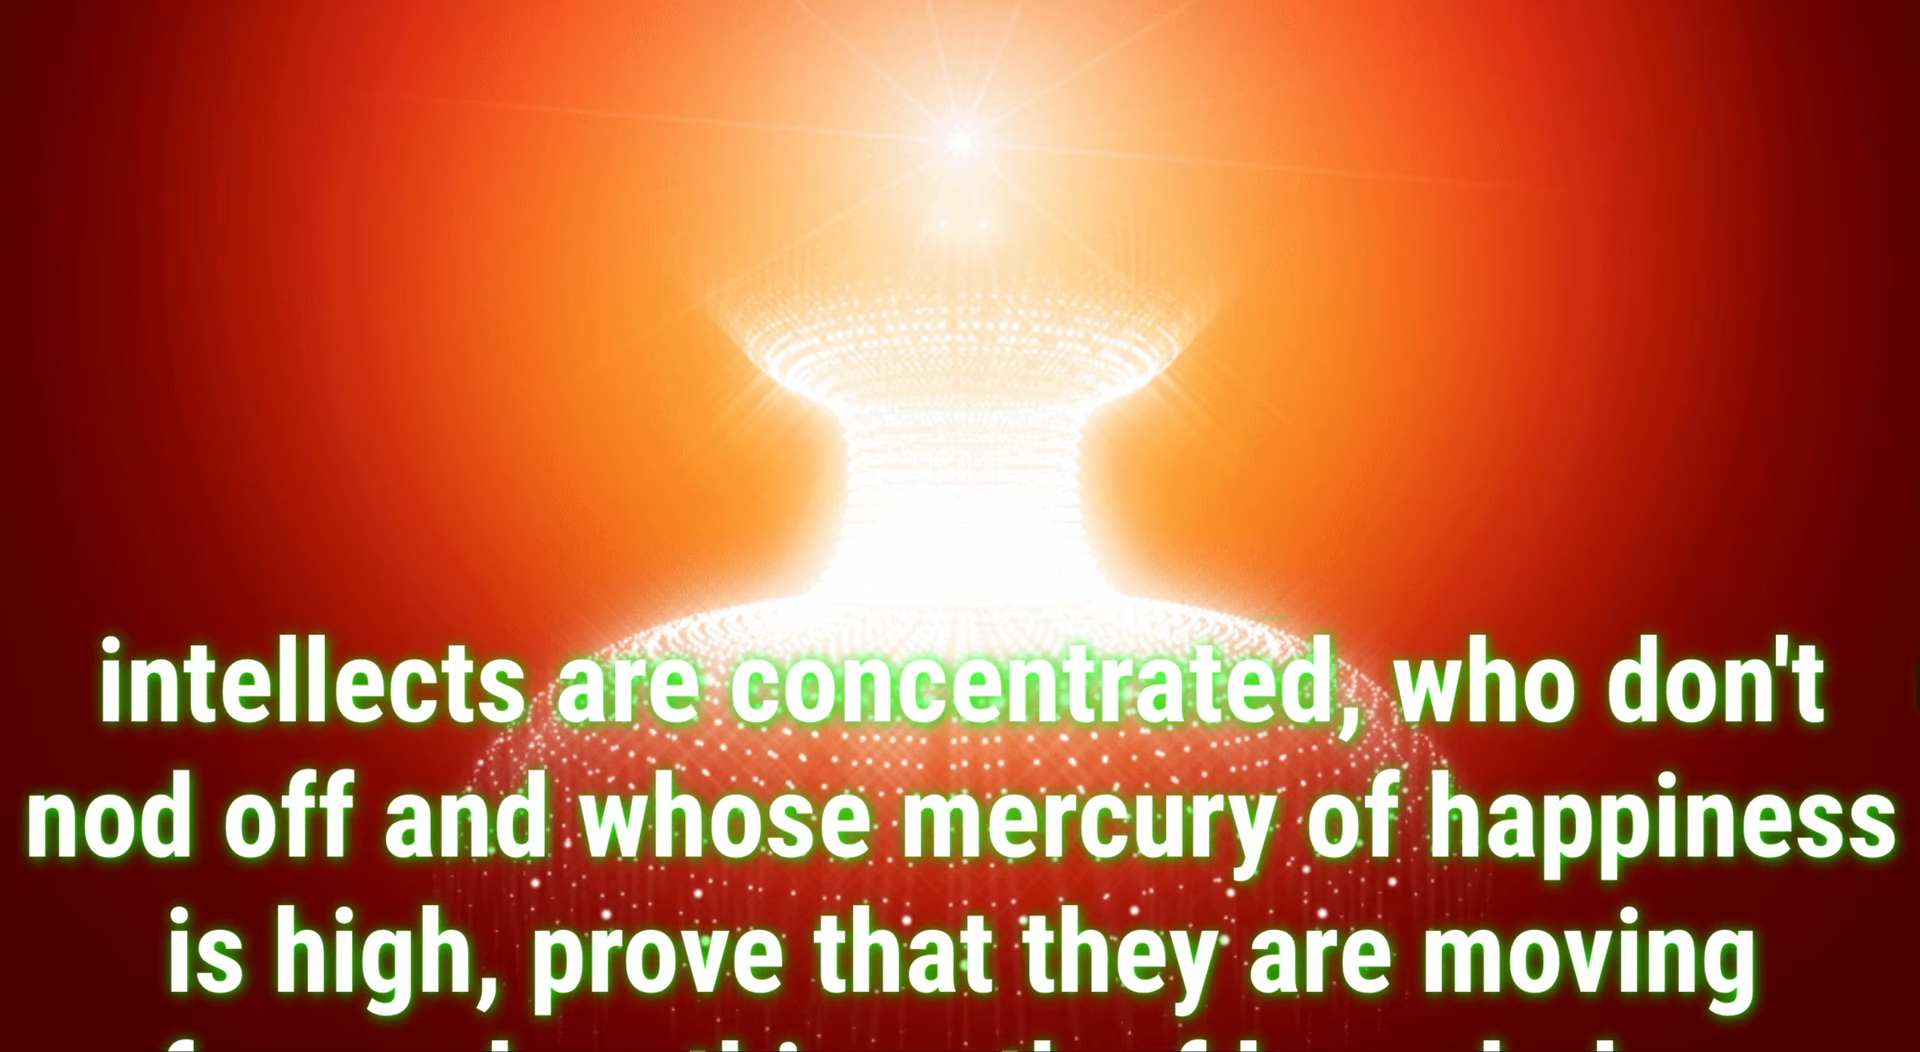 intellects are concentrated, who don't
nod off and whose mercury of happiness
is high, prove that they are moving